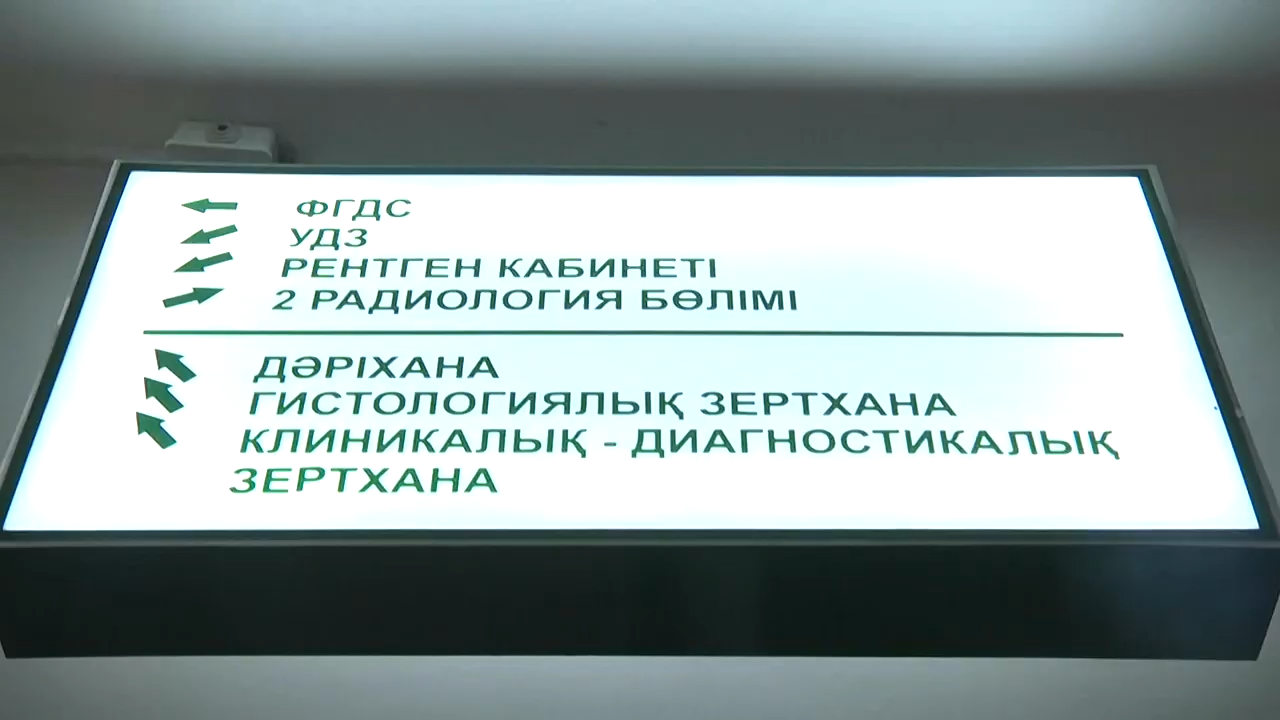 ФГДС
УДЗ
РЕНТГЕН КАБИНЕТІ
2 РАДИОЛОГИЯ БӨЛІМІ
ДӘРІХАНА
ГИСТОЛОГИЯЛЫҚ ЗЕРТХАНА
КЛИНИКАЛЫҚ - ДИАГНОСТИКАЛЫҚ
ЗЕРТХАНА